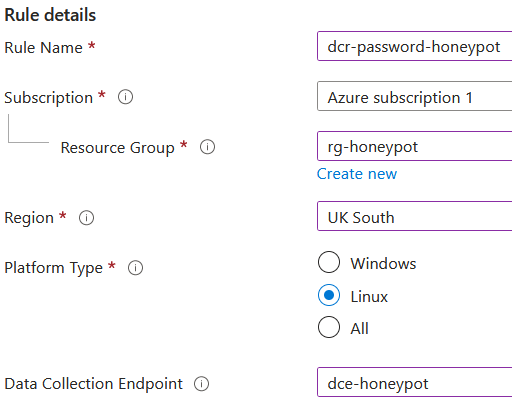 Rule details
Rule Name *
dcr-password-honeypot
Subscription *
Azure subscription 1
Resource Group *
rg-honeypot
Create new
Region *
UK South
Platform Type *
Windows
Linux
All
Data Collection Endpoint
dce-honeypot